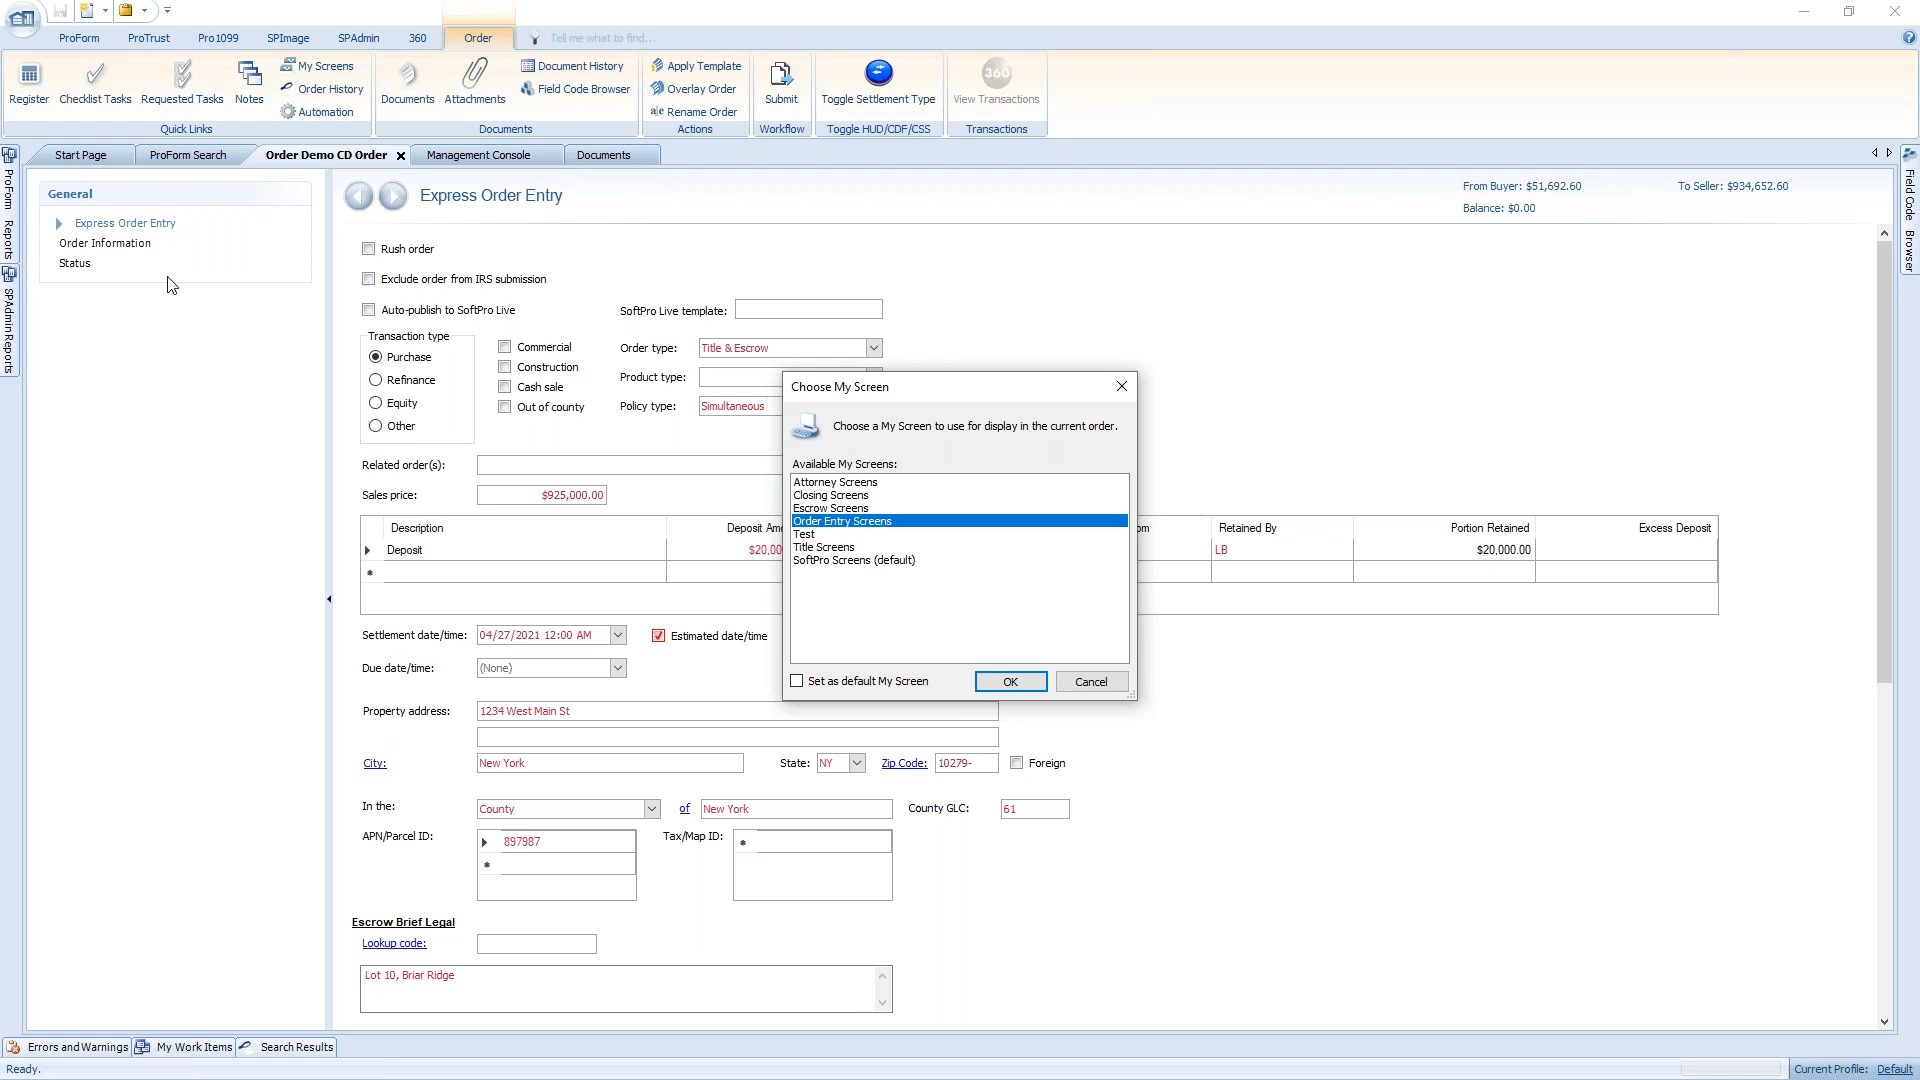 ProForm ProTrust Pro1099 SPImage SPAdmin 360 Order Tell me what to find...
Register Checklist Tasks Requested Tasks Notes
My Screens
Order History
Automation
Quick Links
Documents Attachments
Document History
Field Code Browser
Documents
Apply Template
Overlay Order
Rename Order
Actions
Submit
Workflow
Toggle Settlement Type
Toggle HUD/CDF/CSS
360
View Transactions
Transactions
Start Page ProForm Search Order Demo CD Order Management Console Documents
ProForm Reports
SPAdmin Reports
Field Code Browser
General
Express Order Entry
Order Information
Status
Express Order Entry
From Buyer: $51,692.60 To Seller: $934,652.60
Balance: $0.00
Rush order
Exclude order from IRS submission
Auto-publish to SoftPro Live SoftPro Live template:
Transaction type
Purchase
Refinance
Equity
Other
Commercial
Construction
Cash sale
Out of county
Order type: Title & Escrow
Product type:
Policy type: Simultaneous
Related order(s):
Sales price: $925,000.00
Description Deposit Am om Retained By Portion Retained Excess Deposit
Deposit $20,00 LB $20,000.00
Settlement date/time: 04/27/2021 12:00 AM Estimated date/time
Due date/time: (None)
Property address: 1234 West Main St
City: New York State: NY Zip Code: 10279- Foreign
In the: County of New York County GLC: 61
APN/Parcel ID: 897987 Tax/Map ID:
Escrow Brief Legal
Lookup code:
Lot 10, Briar Ridge
Choose My Screen
Choose a My Screen to use for display in the current order.
Available My Screens:
Attorney Screens
Closing Screens
Escrow Screens
Order Entry Screens
Test
Title Screens
SoftPro Screens (default)
Set as default My Screen OK Cancel
Errors and Warnings My Work Items Search Results
Ready. Current Profile: Default